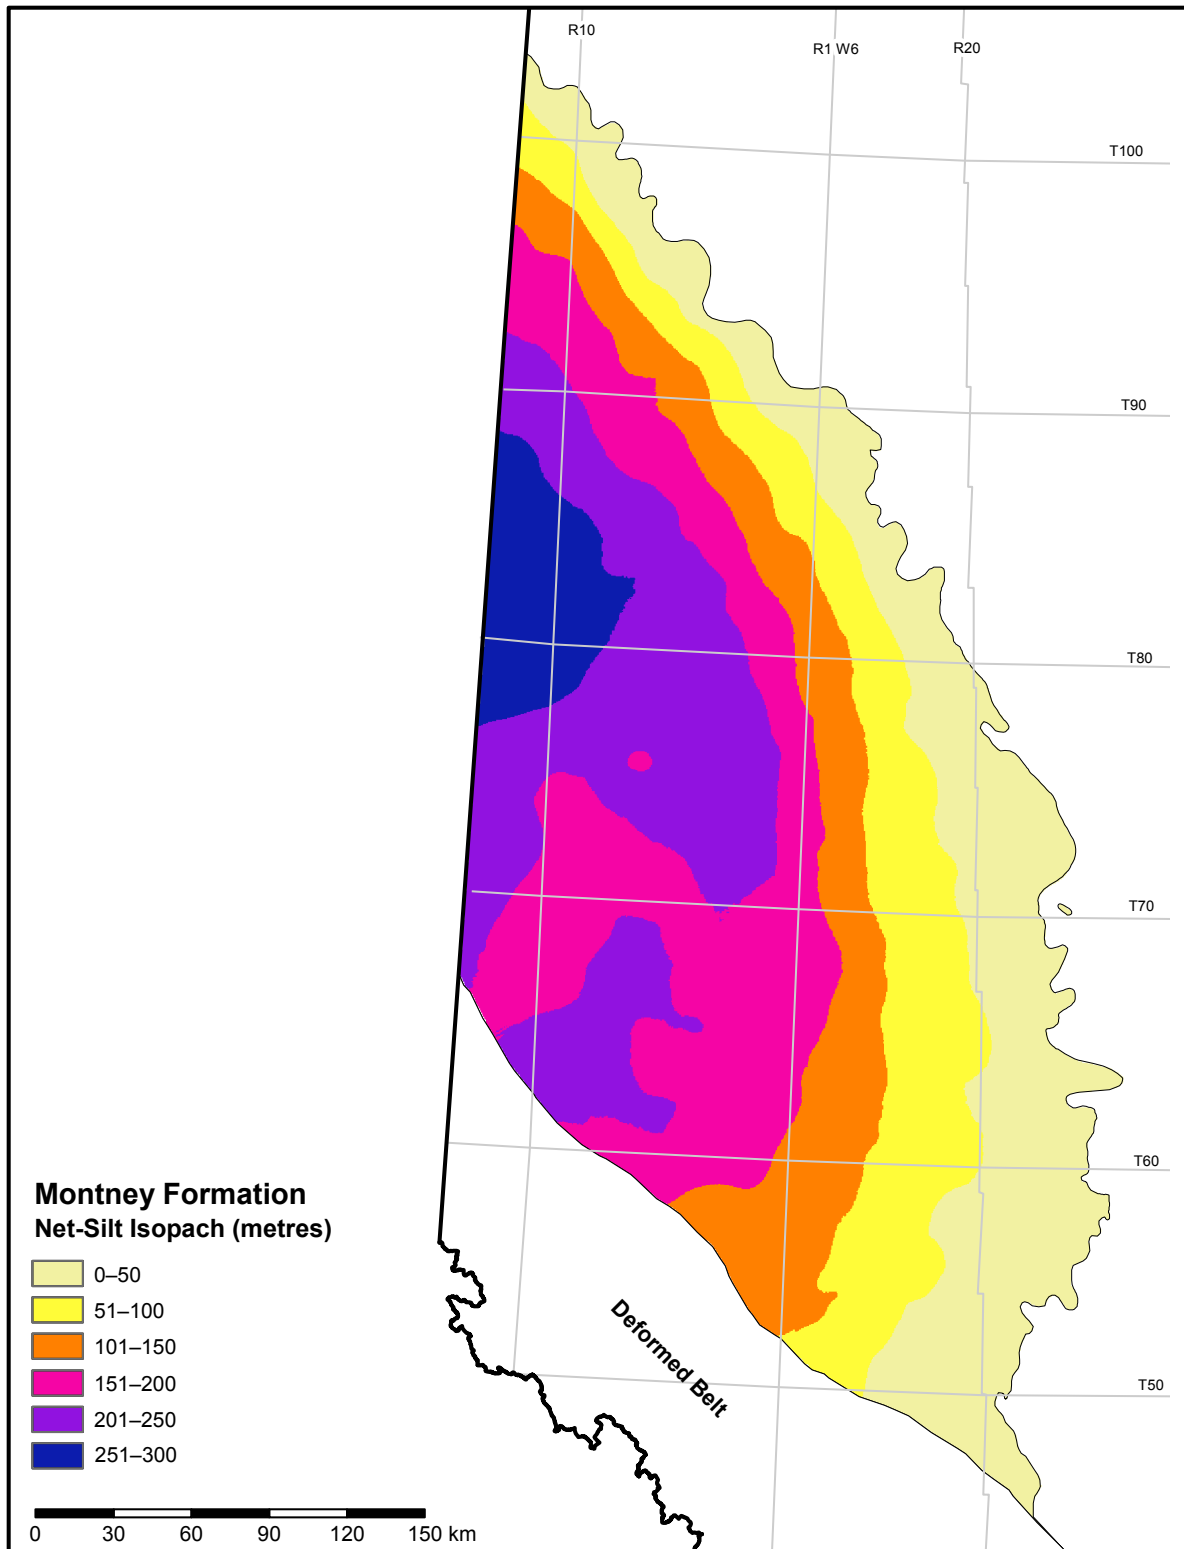 R10
R1 W6
R20
T100
T90
T80
T70
T60
T50
Deformed Belt
Montney Formation
Net-Silt Isopach (metres)
0–50
51–100
101–150
151–200
201–250
251–300
0 30 60 90 120 150 km